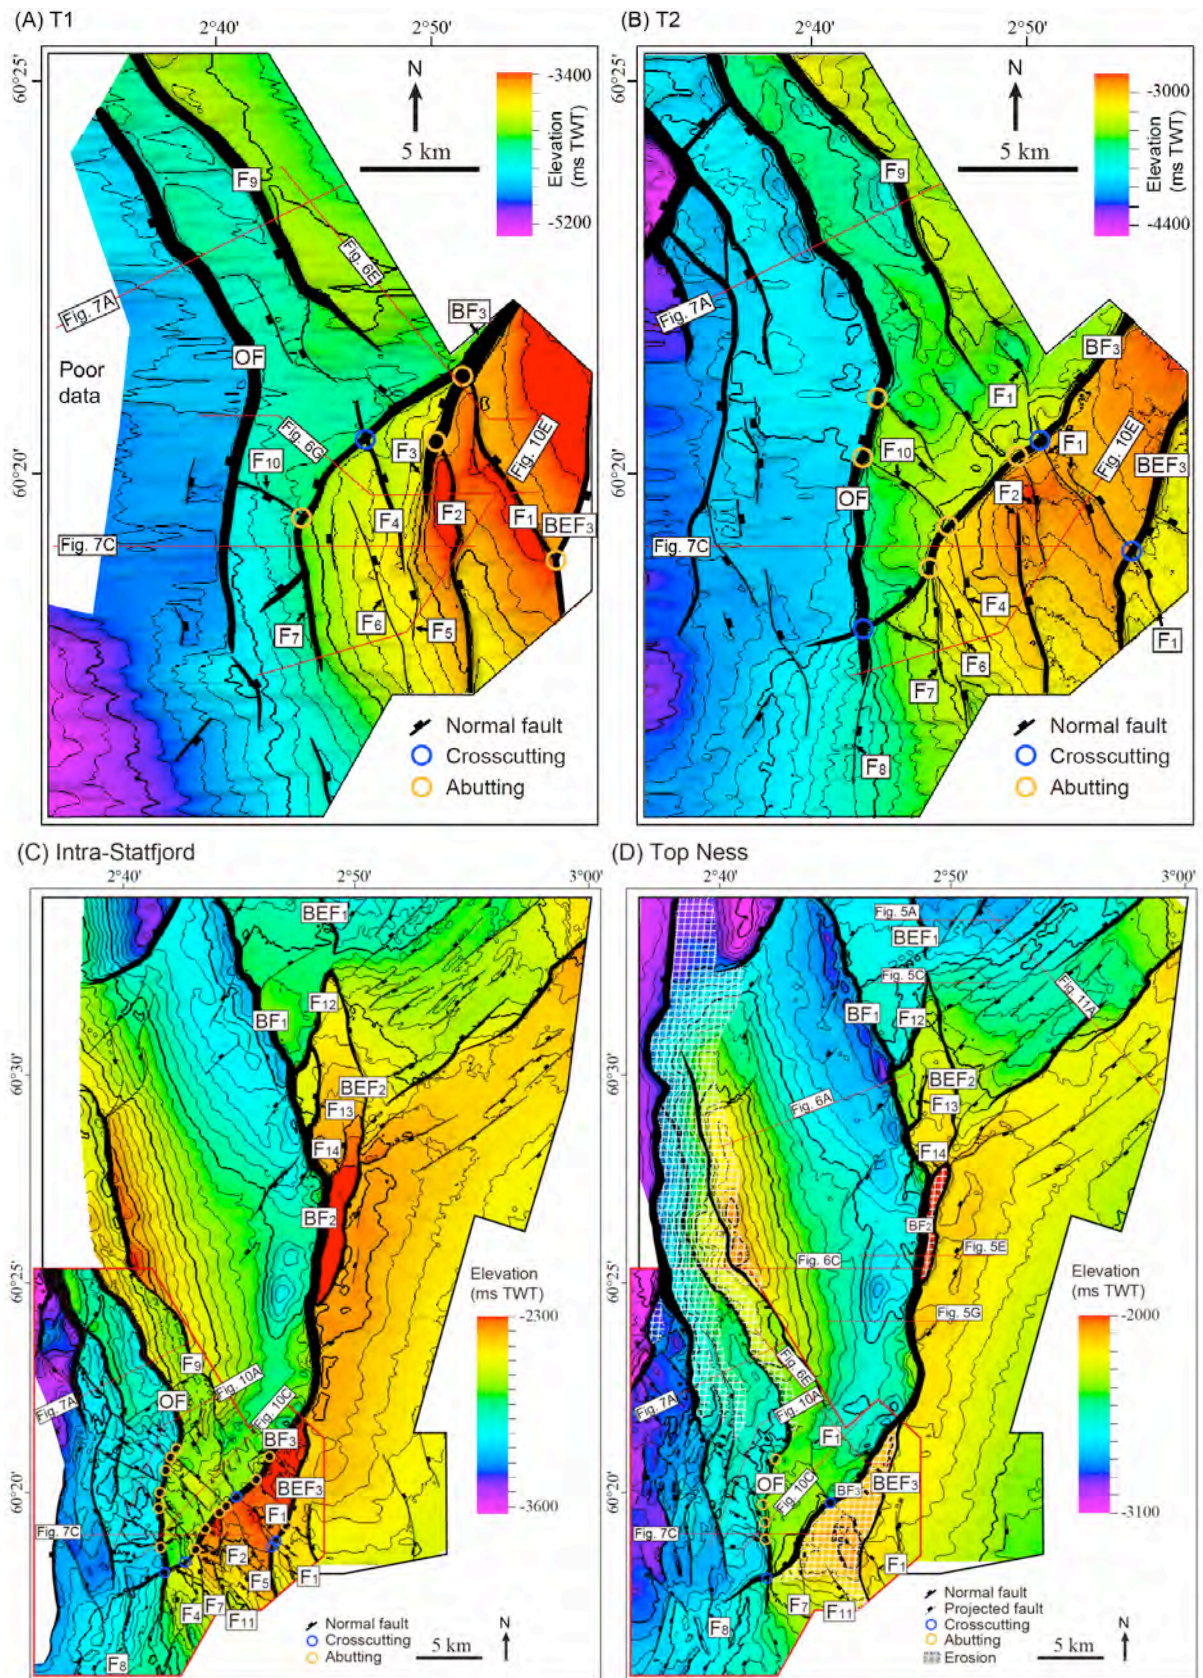 (A) T1
2°40'
2°50'
60°25'
N
-3400
Elevation
(ms TWT)
-5200
5 km
F9
Fig. 6E
Fig. 7A
BF3
OF
Poor
data
Fig. 6G
F3
Fig. 10E
F10
60°20'
F4
F2
F1
BEF3
Fig. 7C
F7
F6
F5
Normal fault
Crosscutting
Abutting
(B) T2
2°40'
2°50'
60°25'
N
-3000
Elevation
(ms TWT)
-4400
5 km
F9
Fig. 7A
BF3
F1
F1
Fig. 10E
F10
60°20'
F2
BEF3
OF
Fig. 7C
F4
F1
F6
F7
F8
Normal fault
Crosscutting
Abutting
(C) Intra-Statfjord
2°40'
2°50'
3°00'
BEF1
F12
BF1
60°30'
BEF2
F13
F14
BF2
60°25'
Elevation
(ms TWT)
-2300
-3600
F9
Fig. 10A
OF
Fig. 7A
Fig. 10C
BF3
60°20'
BEF3
Fig. 7C
F1
F2
F5
F1
F4
F7
F11
F8
Normal fault
Crosscutting
Abutting
5 km
N
(D) Top Ness
2°40'
2°50'
3°00'
Fig. 5A
BEF1
Fig. 5C
Fig. 11A
BF1
F12
60°30'
BEF2
Fig. 6A
F13
F14
BF2
Fig. 5E
60°25'
Fig. 6C
Elevation
(ms TWT)
-2000
-3100
Fig. 5G
Fig. 6E
Fig. 7A
Fig. 10A
F1
OF
Fig. 10C
BEF3
BF3
60°20'
Fig. 7C
F1
F7
F11
F8
Normal fault
Projected fault
Crosscutting
Abutting
Erosion
5 km
N